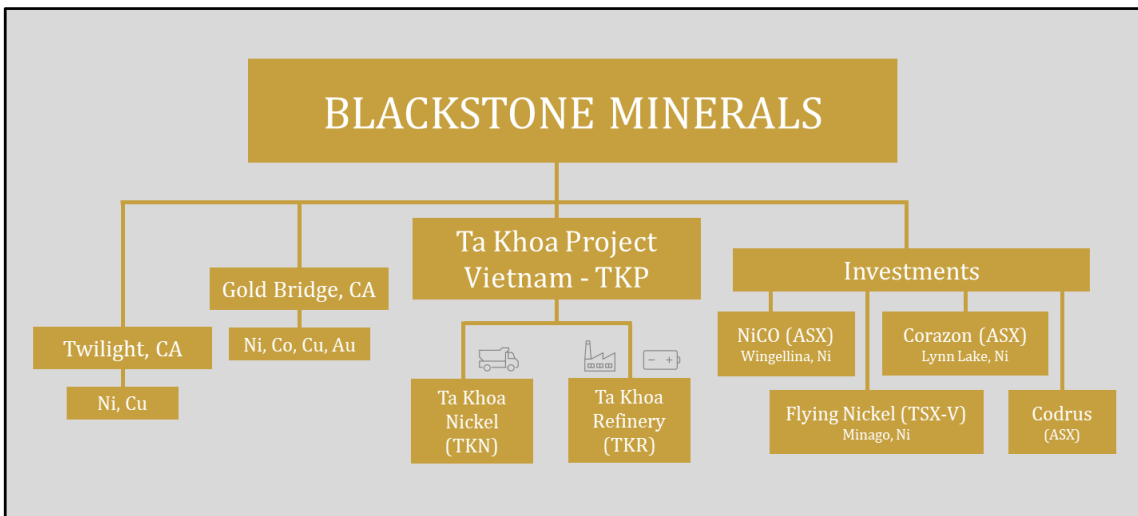 BLACKSTONE MINERALS
Ta Khoa Project
Vietnam - TKP
Investments
Gold Bridge, CA
Twilight, CA
Ni, Co, Cu, Au
Ni, Cu
Ta Khoa
Nickel
(TKN)
Ta Khoa
Refinery
(TKR)
NiCO (ASX)
Wingellina, Ni
Corazon (ASX)
Lynn Lake, Ni
Flying Nickel (TSX-V)
Minago, Ni
Codrus
(ASX)